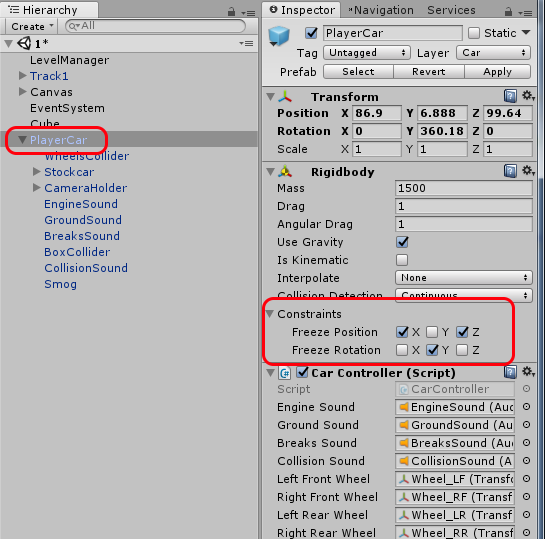 Hierarchy
Create
All
1*
LevelManager
Track1
Canvas
EventSystem
Cube
PlayerCar
WheelsCollider
Stockcar
CameraHolder
EngineSound
GroundSound
BreaksSound
BoxCollider
CollisionSound
Smog
Inspector Navigation Services
PlayerCar Static
Tag Untagged Layer Car
Prefab Select Revert Apply
Transform
Position X 86.9 Y 6.888 Z 99.64
Rotation X 0 Y 360.18 Z 0
Scale X 1 Y 1 Z 1
Rigidbody
Mass 1500
Drag 1
Angular Drag 1
Use Gravity
Is Kinematic
Interpolate None
Collision Detection Continuous
Constraints
Freeze Position X Y Z
Freeze Rotation X Y Z
Car Controller (Script)
Script CarController
Engine Sound EngineSound (Auc
Ground Sound GroundSound (Au
Breaks Sound BreaksSound (Auc
Collision Sound CollisionSound (A
Left Front Wheel Wheel_LF (Transf
Right Front Wheel Wheel_RF (Transf
Left Rear Wheel Wheel_LR (Transf
Right Rear Wheel Wheel_RR (Transf